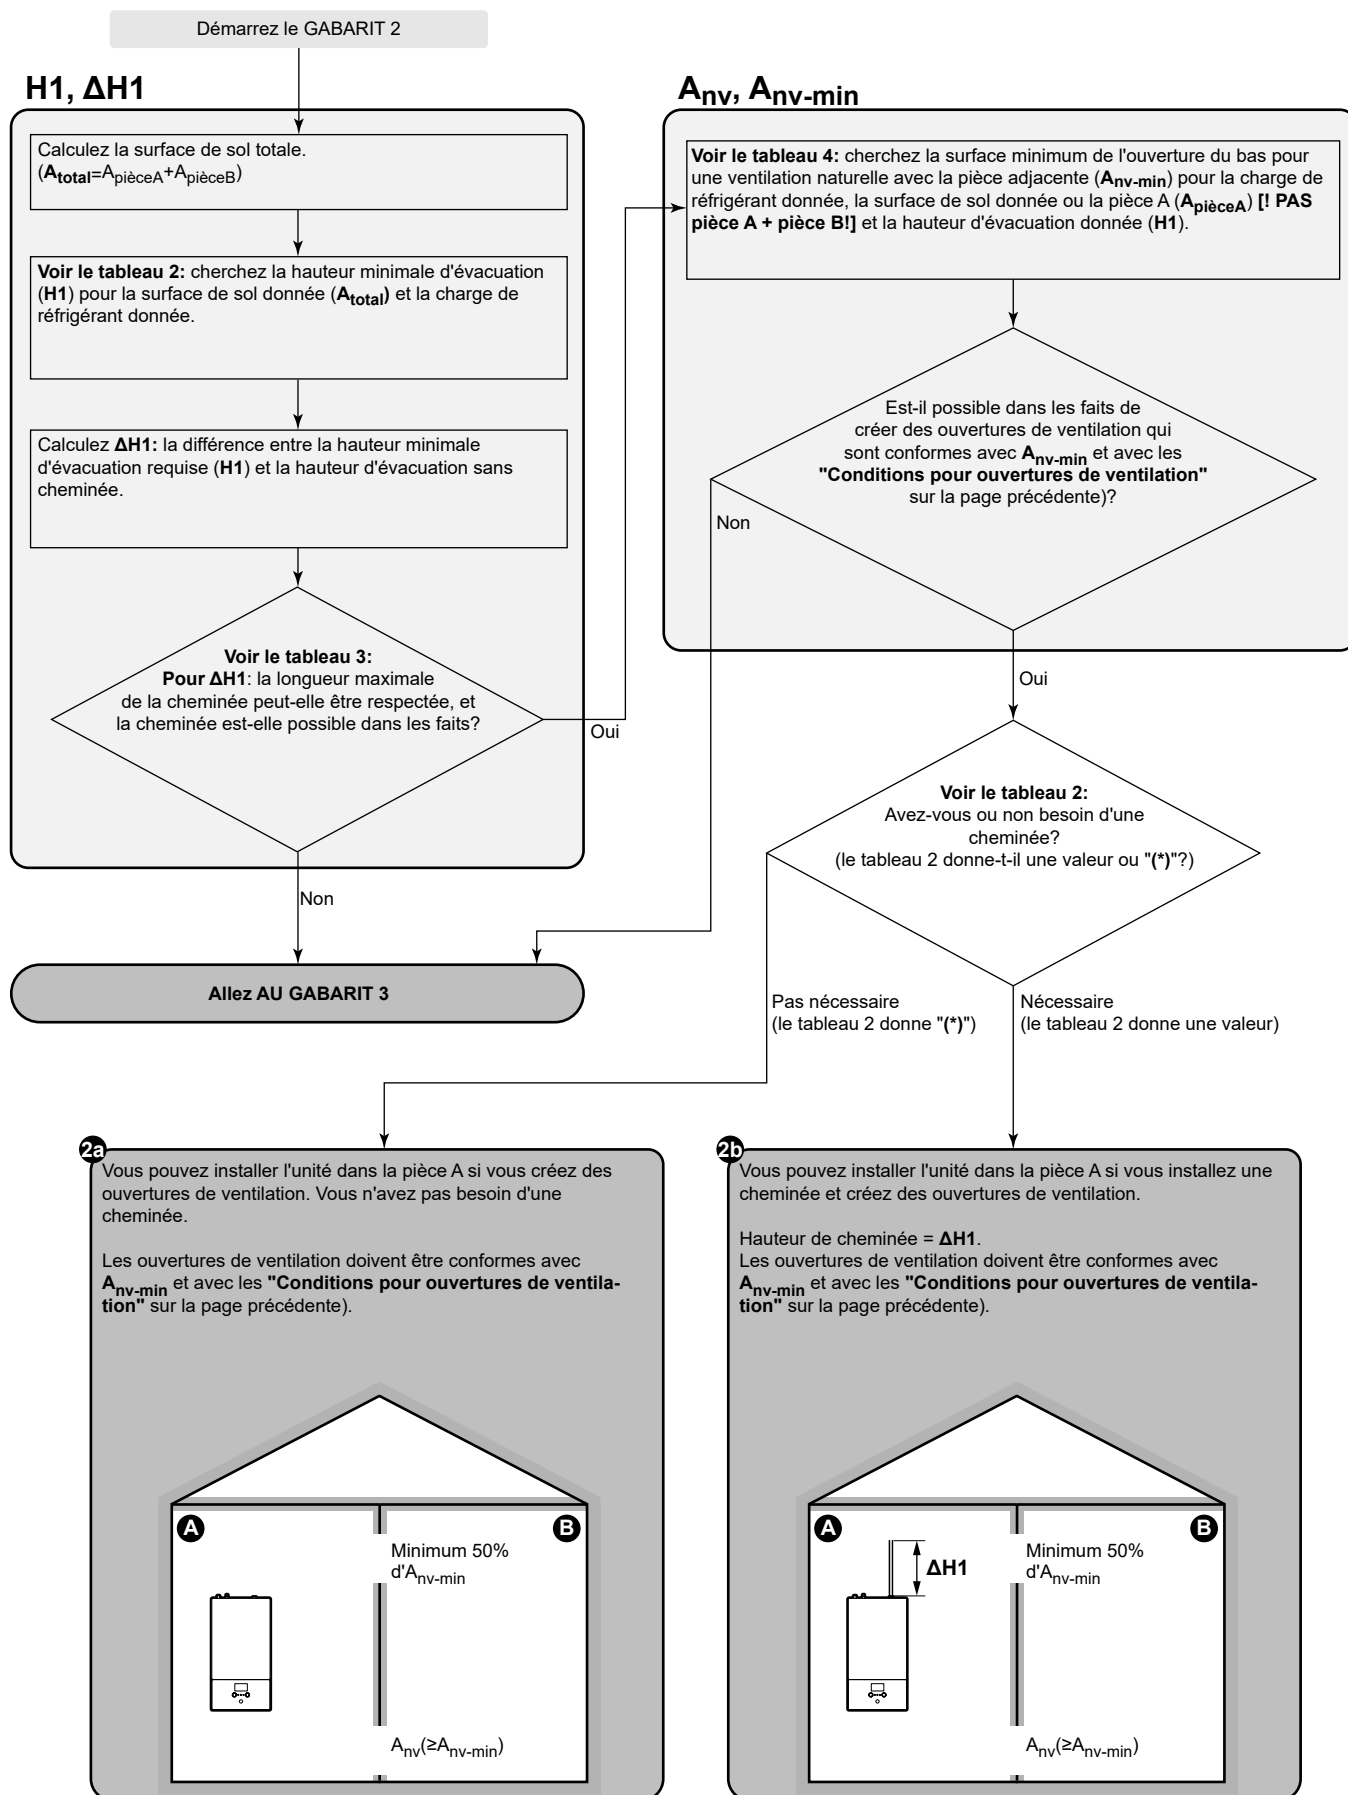 Démarrez le GABARIT 2
H1, ΔH1
Calculez la surface de sol totale.
(Atotal=ApièceA+ApièceB)
Voir le tableau 2: cherchez la hauteur minimale d'évacuation
(H1) pour la surface de sol donnée (Atotal) et la charge de
réfrigérant donnée.
Calculez ΔH1: la différence entre la hauteur minimale
d'évacuation requise (H1) et la hauteur d'évacuation sans
cheminée.
Voir le tableau 3:
Pour ΔH1: la longueur maximale
de la cheminée peut-elle être respectée, et
la cheminée est-elle possible dans les faits?
Oui
Non
Allez AU GABARIT 3
Anv, Anv-min
Voir le tableau 4: cherchez la surface minimum de l'ouverture du bas pour
une ventilation naturelle avec la pièce adjacente (Anv-min) pour la charge de
réfrigérant donnée, la surface de sol donnée ou la pièce A (ApièceA) [! PAS
pièce A + pièce B!] et la hauteur d'évacuation donnée (H1).
Est-il possible dans les faits de
créer des ouvertures de ventilation qui
sont conformes avec Anv-min et avec les
"Conditions pour ouvertures de ventilation"
sur la page précédente)?
Non
Oui
Voir le tableau 2:
Avez-vous ou non besoin d'une
cheminée?
(le tableau 2 donne-t-il une valeur ou "(*)"?)
Pas nécessaire
(le tableau 2 donne "(*)")
Nécessaire
(le tableau 2 donne une valeur)
2a
Vous pouvez installer l'unité dans la pièce A si vous créez des
ouvertures de ventilation. Vous n'avez pas besoin d'une
cheminée.
Les ouvertures de ventilation doivent être conformes avec
Anv-min et avec les "Conditions pour ouvertures de ventila-
tion" sur la page précédente).
A
B
Minimum 50%
d'Anv-min
Anv(≥Anv-min)
2b
Vous pouvez installer l'unité dans la pièce A si vous installez une
cheminée et créez des ouvertures de ventilation.
Hauteur de cheminée = ΔH1.
Les ouvertures de ventilation doivent être conformes avec
Anv-min et avec les "Conditions pour ouvertures de ventila-
tion" sur la page précédente).
A
B
ΔH1
Minimum 50%
d'Anv-min
Anv(≥Anv-min)